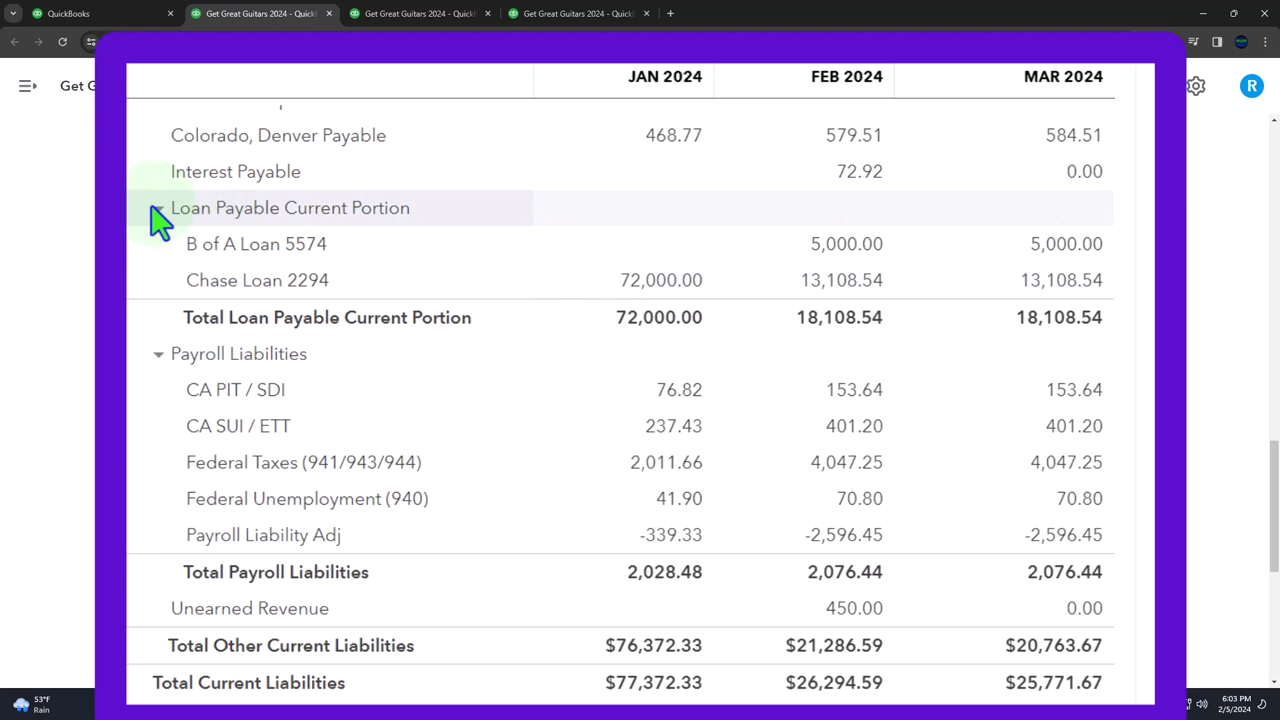 QuickBooks
Get Great Guitars 2024 - Quick
Get Great Guitars 2024 - Quick
Get Great Guitars 2024 - Quick
Get G
R
JAN 2024 FEB 2024 MAR 2024
Colorado, Denver Payable 468.77 579.51 584.51
Interest Payable 72.92 0.00
Loan Payable Current Portion
B of A Loan 5574 5,000.00 5,000.00
Chase Loan 2294 72,000.00 13,108.54 13,108.54
Total Loan Payable Current Portion 72,000.00 18,108.54 18,108.54
Payroll Liabilities
CA PIT / SDI 76.82 153.64 153.64
CA SUI / ETT 237.43 401.20 401.20
Federal Taxes (941/943/944) 2,011.66 4,047.25 4,047.25
Federal Unemployment (940) 41.90 70.80 70.80
Payroll Liability Adj -339.33 -2,596.45 -2,596.45
Total Payroll Liabilities 2,028.48 2,076.44 2,076.44
Unearned Revenue 450.00 0.00
Total Other Current Liabilities $76,372.33 $21,286.59 $20,763.67
Total Current Liabilities $77,372.33 $26,294.59 $25,771.67
53°F
Rain
6:03 PM
2/5/2024